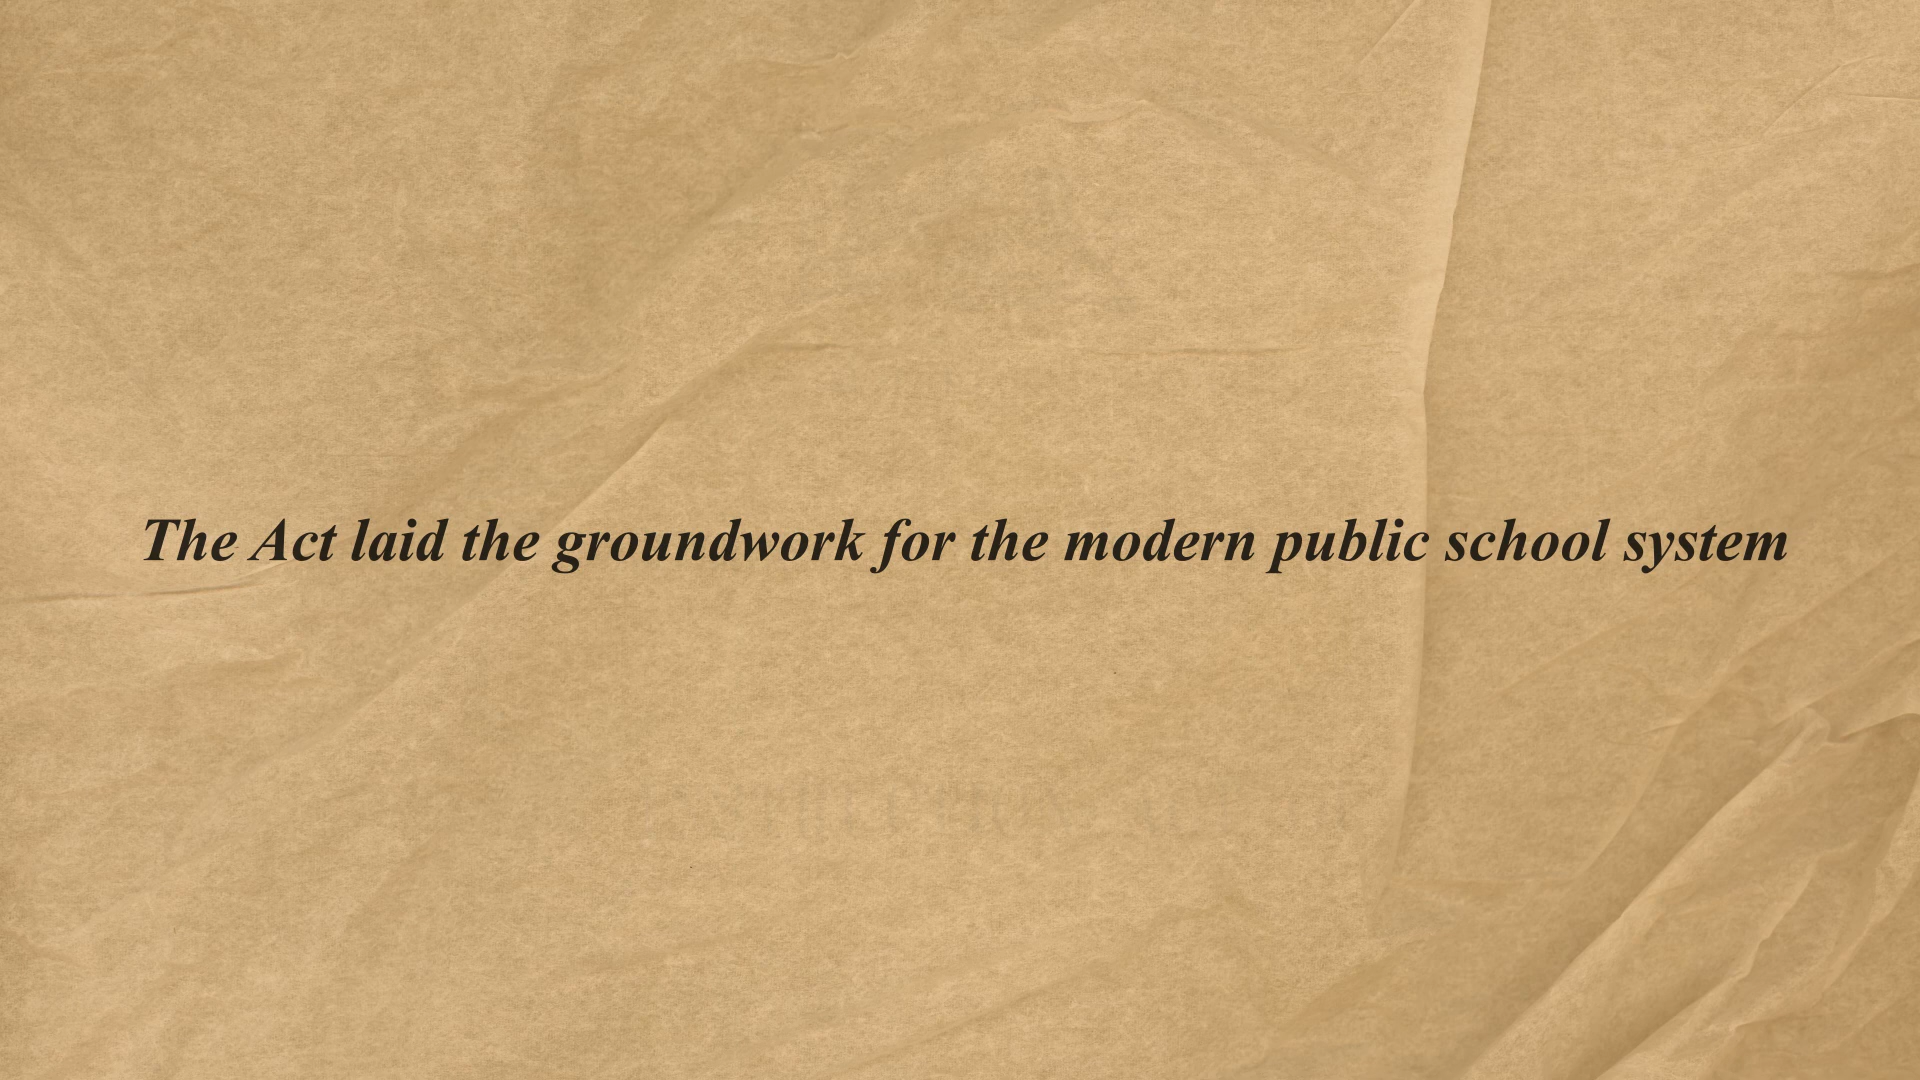 The Act laid the groundwork for the modern public school system